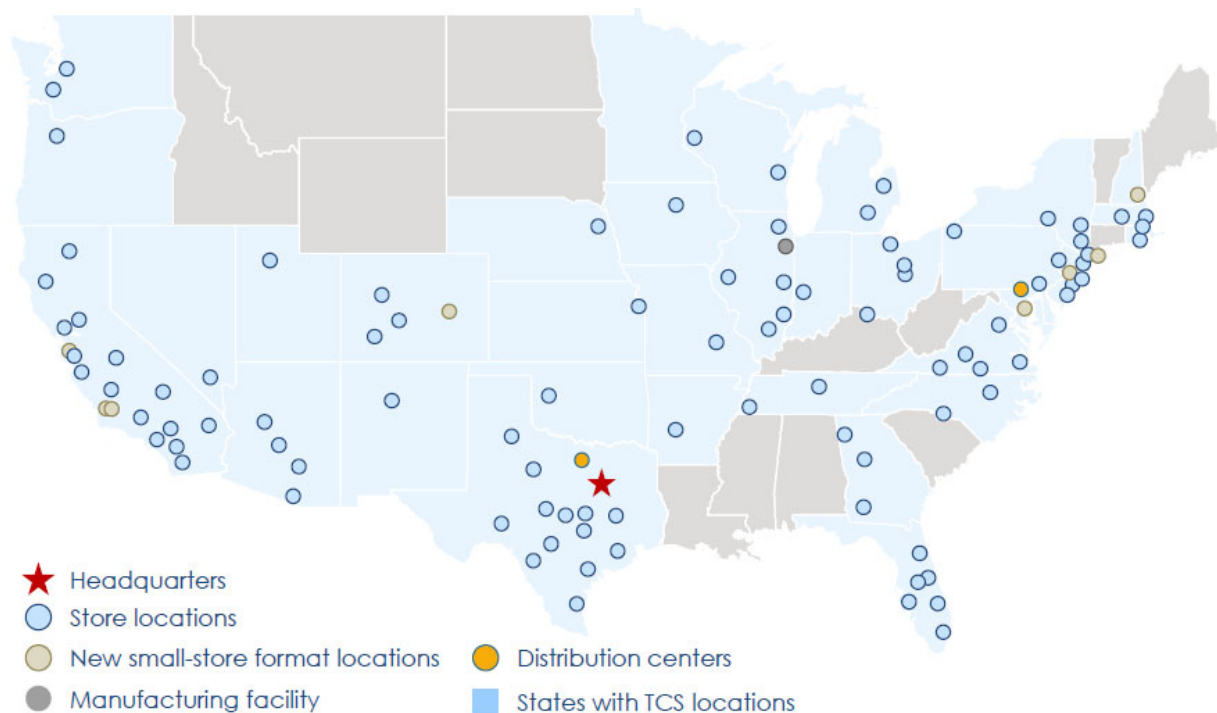 Headquarters
Store locations
New small-store format locations
Distribution centers
Manufacturing facility
States with TCS locations